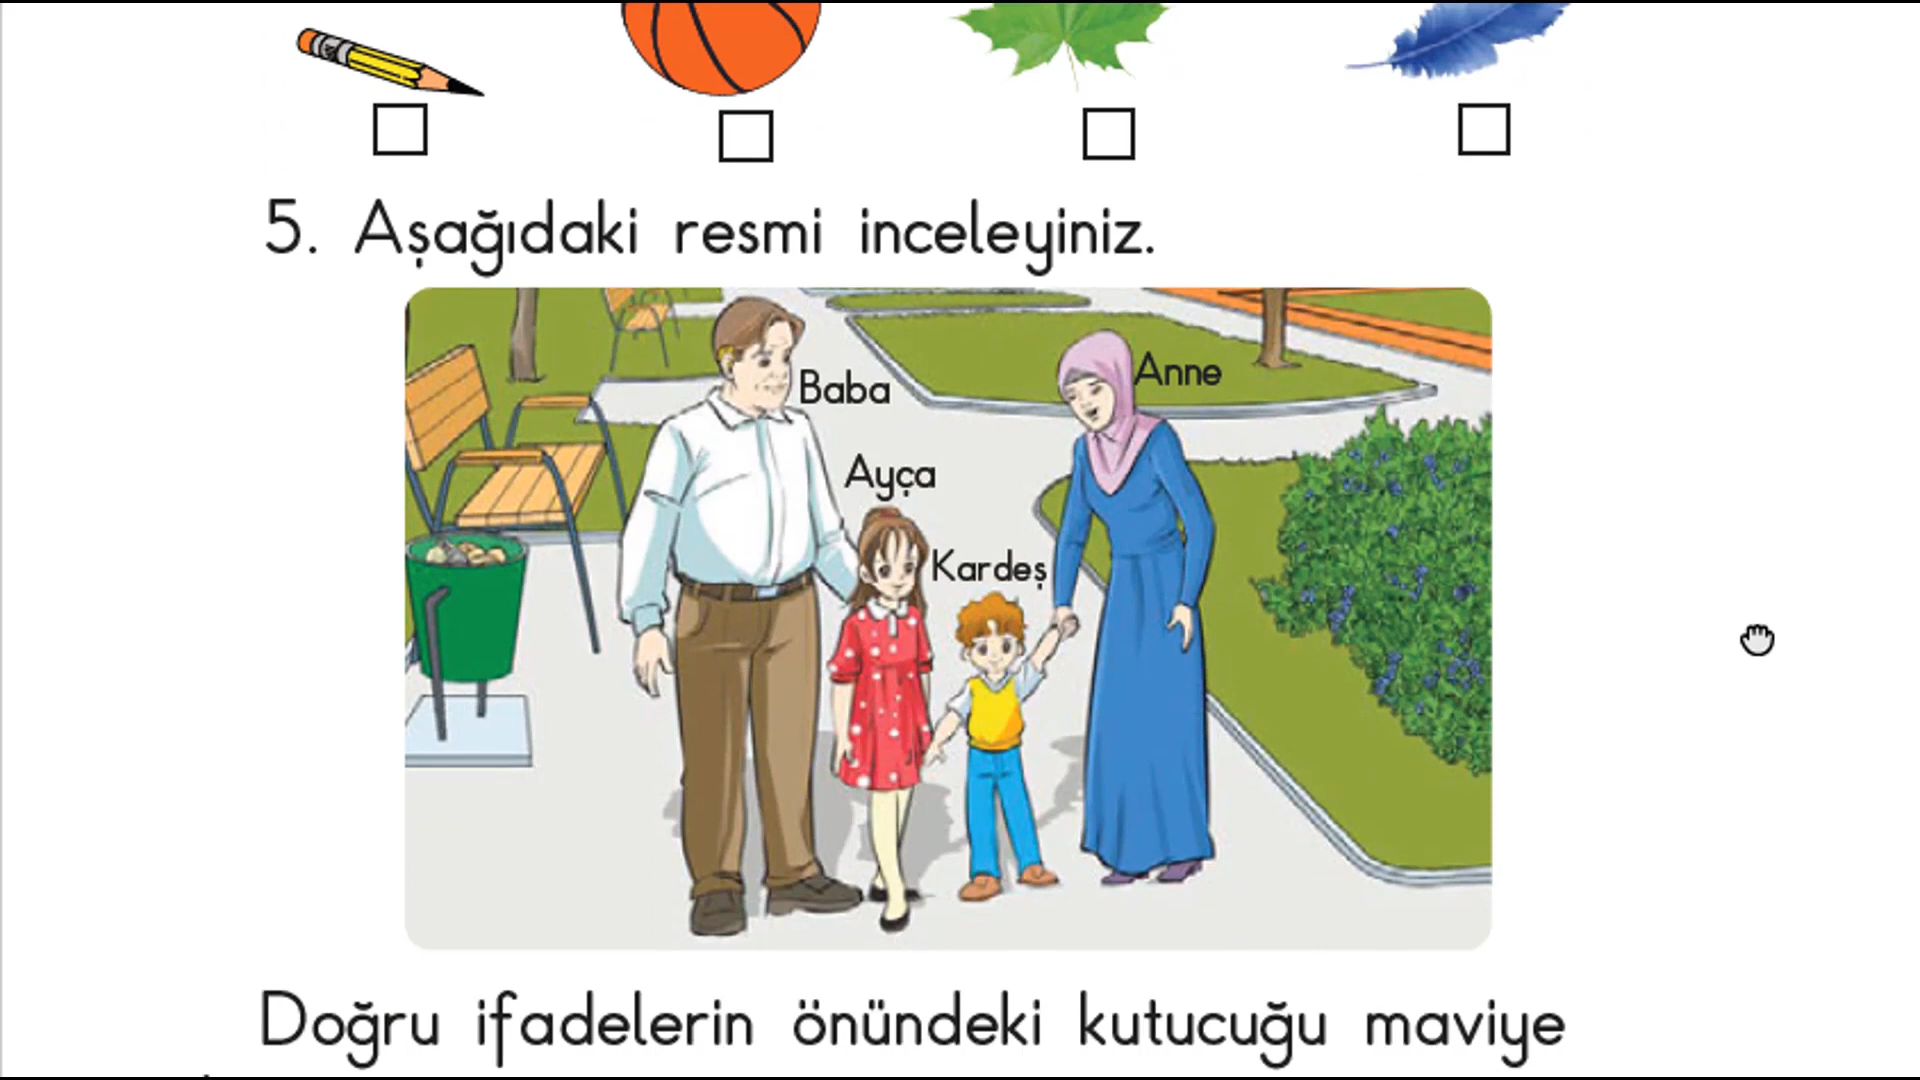 5. Aşağıdaki resmi inceleyiniz.
Baba
Anne
Ayça
Kardeş
Doğru ifadelerin önündeki kutucuğu maviye